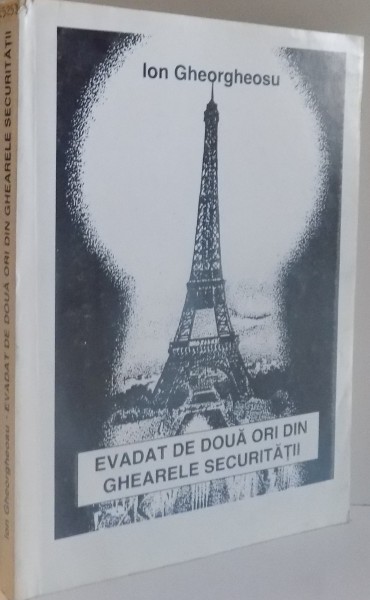 Ion Gheorgheosu
EVADAT DE DOUĂ ORI DIN
GHEARELE SECURITĂȚII
Ion Gheorgheosu - EVADAT DE DOUĂ ORI DIN GHEARELE SECURITĂȚII